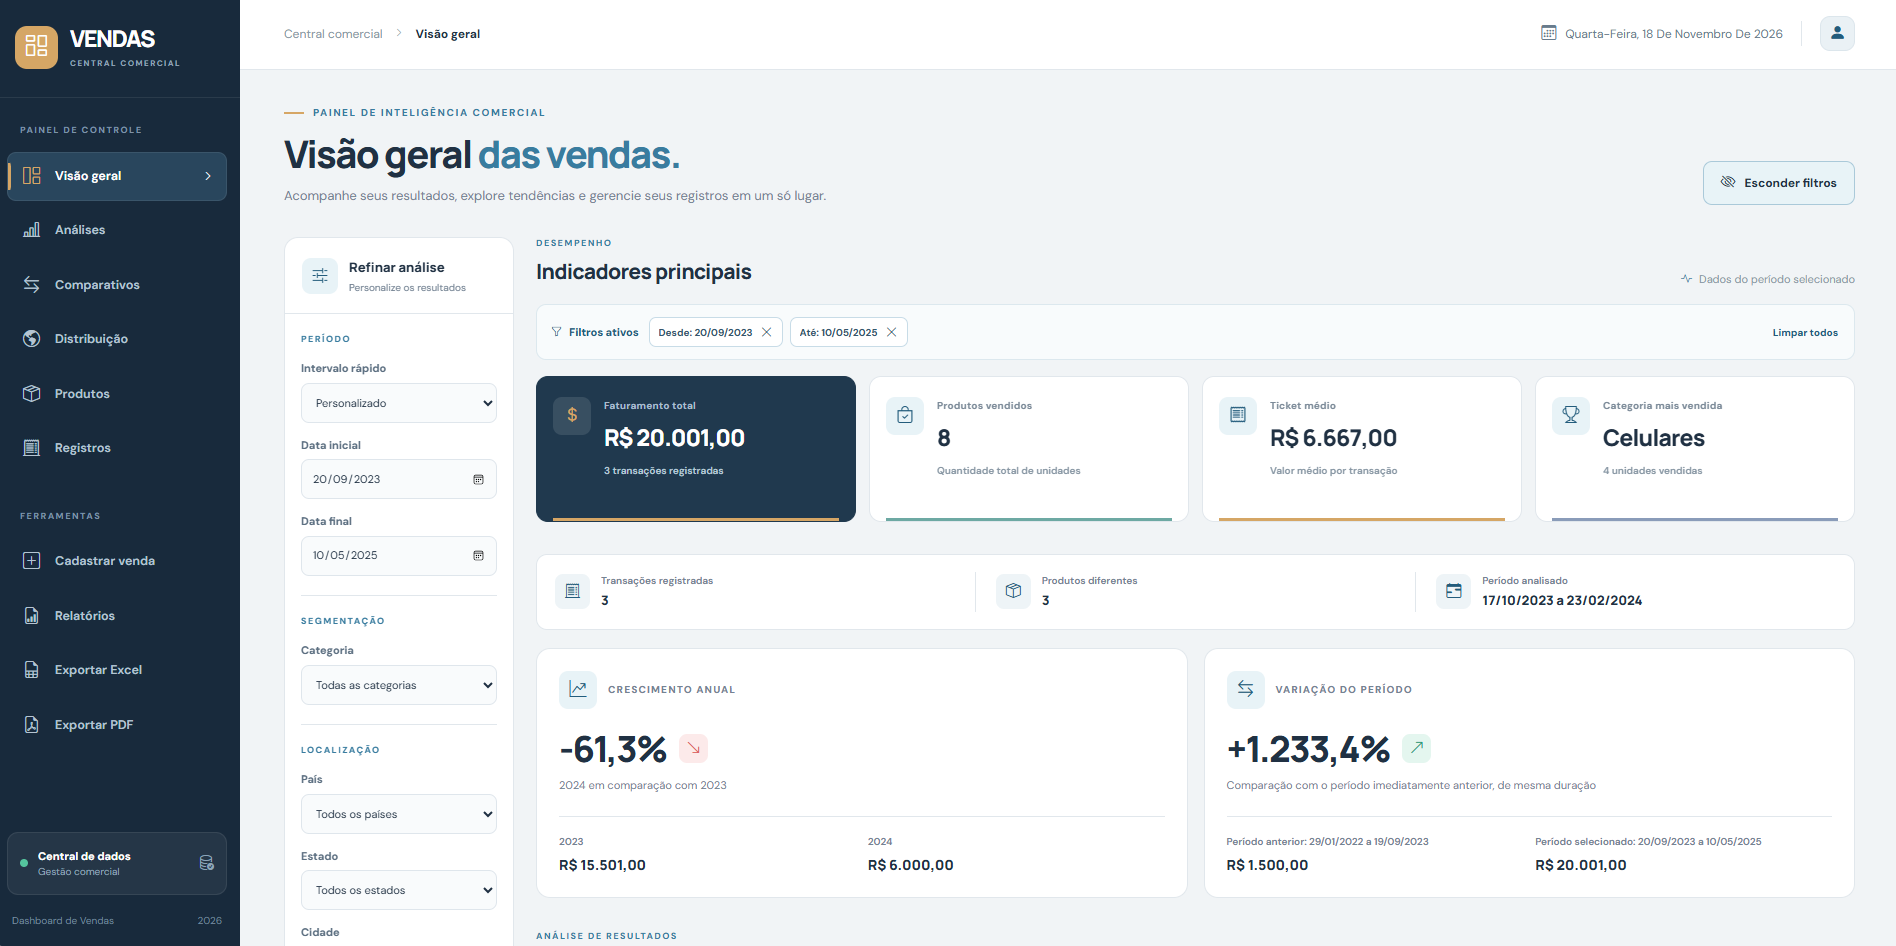 VENDAS
CENTRAL COMERCIAL
PAINEL DE CONTROLE
Visão geral
Análises
Comparativos
Distribuição
Produtos
Registros
FERRAMENTAS
Cadastrar venda
Relatórios
Exportar Excel
Exportar PDF
Central de dados
Gestão comercial
Dashboard de Vendas 2026
Central comercial Visão geral
Quarta-Feira, 18 De Novembro De 2026
PAINEL DE INTELIGÊNCIA COMERCIAL
Visão geral das vendas.
Acompanhe seus resultados, explore tendências e gerencie seus registros em um só lugar.
Esconder filtros
Refinar análise
Personalize os resultados
PERÍODO
Intervalo rápido
Personalizado
Data inicial
20/09/2023
Data final
10/05/2025
SEGMENTAÇÃO
Categoria
Todas as categorias
LOCALIZAÇÃO
País
Todos os países
Estado
Todos os estados
Cidade
DESEMPENHO
Indicadores principais
Dados do período selecionado
Filtros ativos Desde: 20/09/2023 Até: 10/05/2025 Limpar todos
Faturamento total
R$ 20.001,00
3 transações registradas
Produtos vendidos
8
Quantidade total de unidades
Ticket médio
R$ 6.667,00
Valor médio por transação
Categoria mais vendida
Celulares
4 unidades vendidas
Transações registradas
3
Produtos diferentes
3
Período analisado
17/10/2023 a 23/02/2024
CRESCIMENTO ANUAL
-61,3%
2024 em comparação com 2023
2023
R$ 15.501,00
2024
R$ 6.000,00
VARIAÇÃO DO PERÍODO
+1.233,4%
Comparação com o período imediatamente anterior, de mesma duração
Período anterior: 29/01/2022 a 19/09/2023
R$ 1.500,00
Período selecionado: 20/09/2023 a 10/05/2025
R$ 20.001,00
ANÁLISE DE RESULTADOS